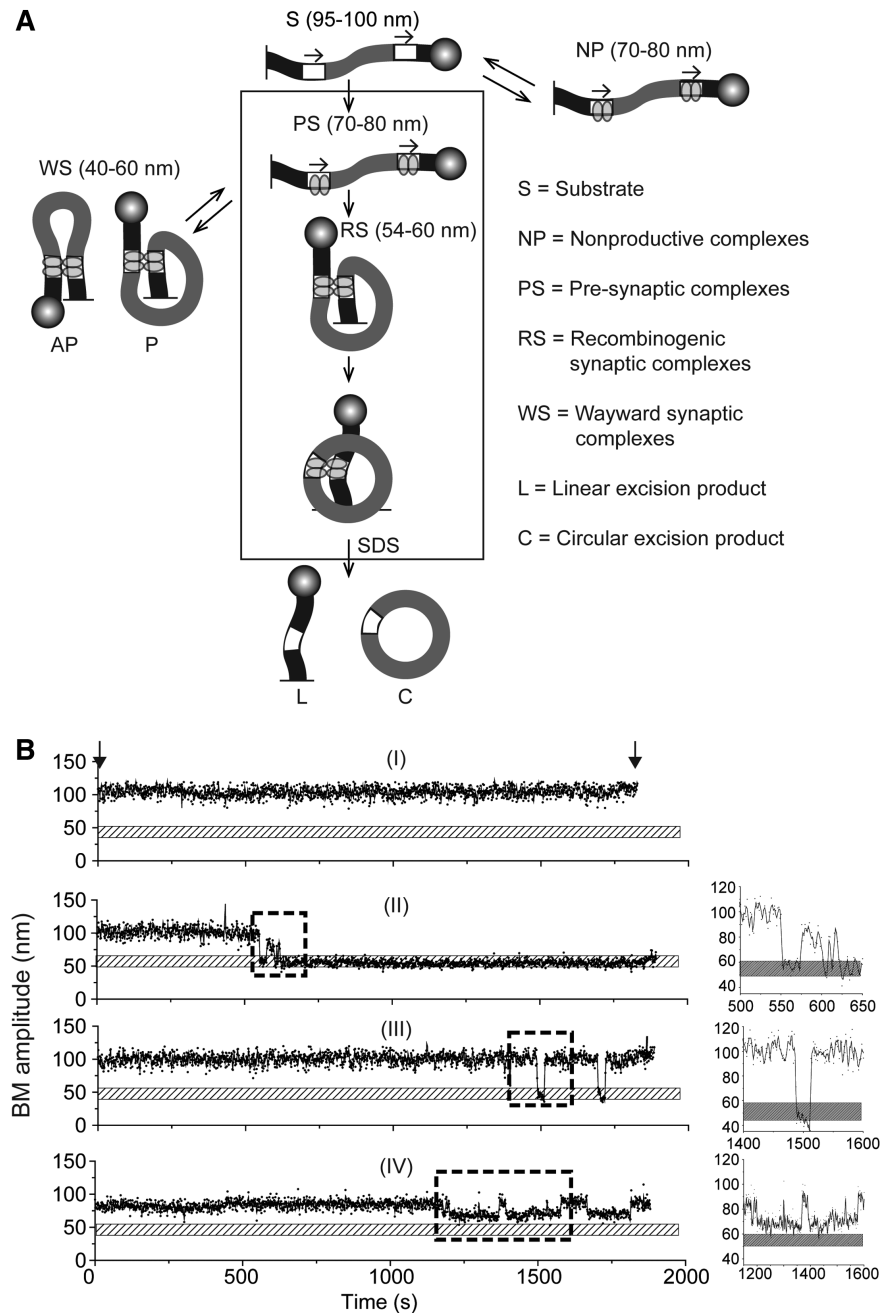 A
S (95-100 nm)
NP (70-80 nm)
PS (70-80 nm)
WS (40-60 nm)
RS (54-60 nm)
AP
P
SDS
L
C
S = Substrate
NP = Nonproductive complexes
PS = Pre-synaptic complexes
RS = Recombinogenic
synaptic complexes
WS = Wayward synaptic
complexes
L = Linear excision product
C = Circular excision product
B
BM amplitude (nm)
(I)
150
100
50
0
(II)
150
100
50
0
120
100
80
60
40
500 550 600 650
(III)
150
100
50
0
120
100
80
60
40
1400 1500 1600
(IV)
150
100
50
0
120
100
80
60
40
1200 1400 1600
0 500 1000 1500 2000
Time (s)